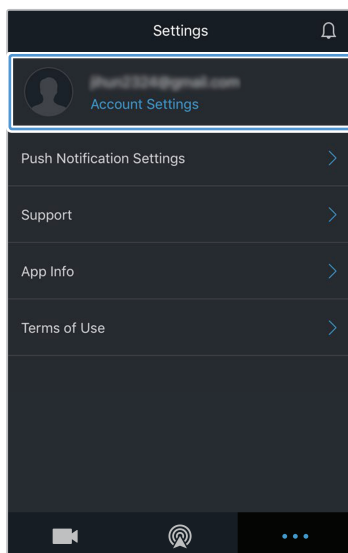 Settings
Account Settings
Push Notification Settings
Support
App Info
Terms of Use